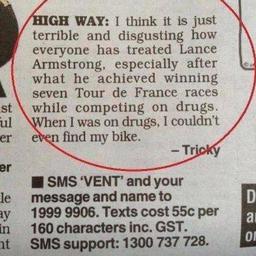 HIGH WAY: I think it is just
terrible and disgusting how
everyone has treated Lance
Armstrong, especially after
what he achieved winning
seven Tour de France races
while competing on drugs.
When I was on drugs, I couldn't
even find my bike.
– Tricky
■ SMS 'VENT' and your
message and name to
1999 9906. Texts cost 55c per
160 characters inc. GST.
SMS support: 1300 737 728.